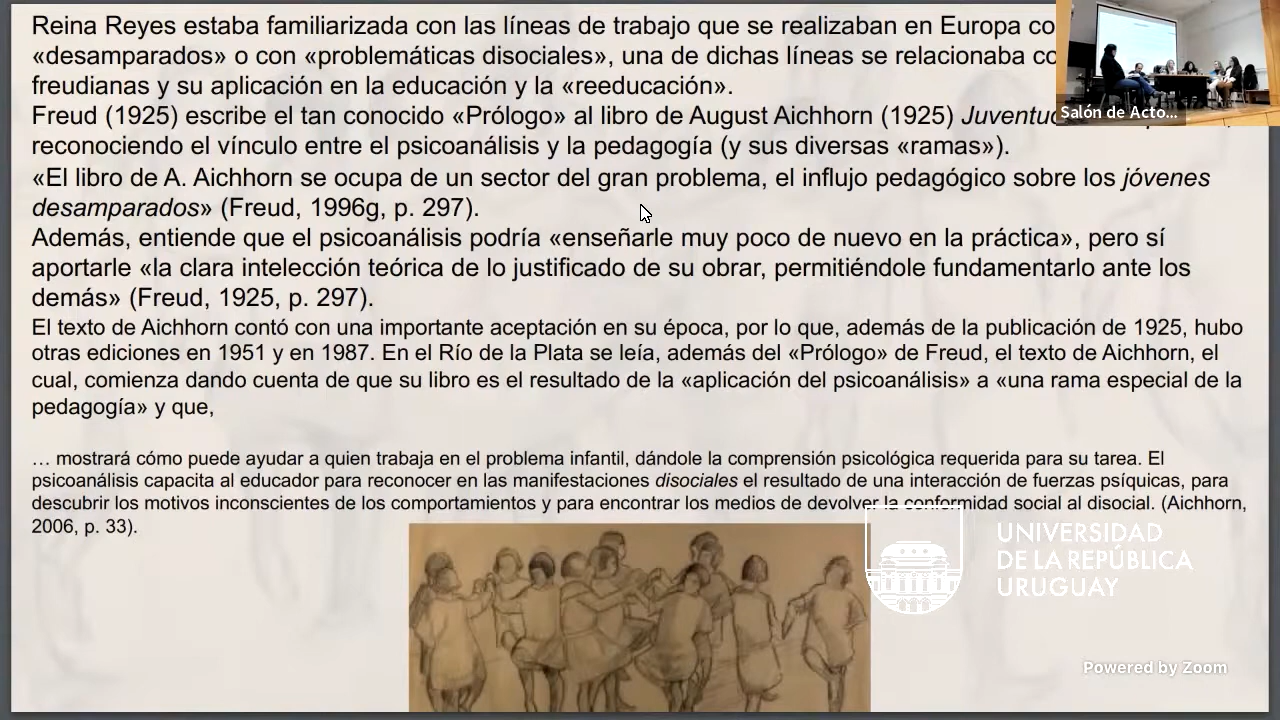 Reina Reyes estaba familiarizada con las líneas de trabajo que se realizaban en Europa
«desamparados» o con «problemáticas disociales», una de dichas líneas se relacionaba
freudianas y su aplicación en la educación y la «reeducación».
Freud (1925) escribe el tan conocido «Prólogo» al libro de August Aichhorn (1925)
reconociendo el vínculo entre el psicoanálisis y la pedagogía (y sus diversas «ramas»).
«El libro de A. Aichhorn se ocupa de un sector del gran problema, el influjo pedagógico sobre los jóvenes
desamparados» (Freud, 1996g, p. 297).
Además, entiende que el psicoanálisis podría «enseñarle muy poco de nuevo en la práctica», pero sí
aportarle «la clara intelección teórica de lo justificado de su obrar, permitiéndole fundamentarlo ante los
demás» (Freud, 1925, p. 297).
El texto de Aichhorn contó con una importante aceptación en su época, por lo que, además de la publicación de 1925, hubo
otras ediciones en 1951 y en 1987. En el Río de la Plata se leía, además del «Prólogo» de Freud, el texto de Aichhorn, el
cual, comienza dando cuenta de que su libro es el resultado de la «aplicación del psicoanálisis» a «una rama especial de la
pedagogía» y que,
… mostrará cómo puede ayudar a quien trabaja en el problema infantil, dándole la comprensión psicológica requerida para su tarea. El
psicoanálisis capacita al educador para reconocer en las manifestaciones disociales el resultado de una interacción de fuerzas psíquicas, para
descubrir los motivos inconscientes de los comportamientos y para encontrar los medios de devolver la conformidad social al disocial. (Aichhorn,
2006, p. 33).
Salón de Acto...
UNIVERSIDAD
DE LA REPÚBLICA
URUGUAY
Powered by Zoom